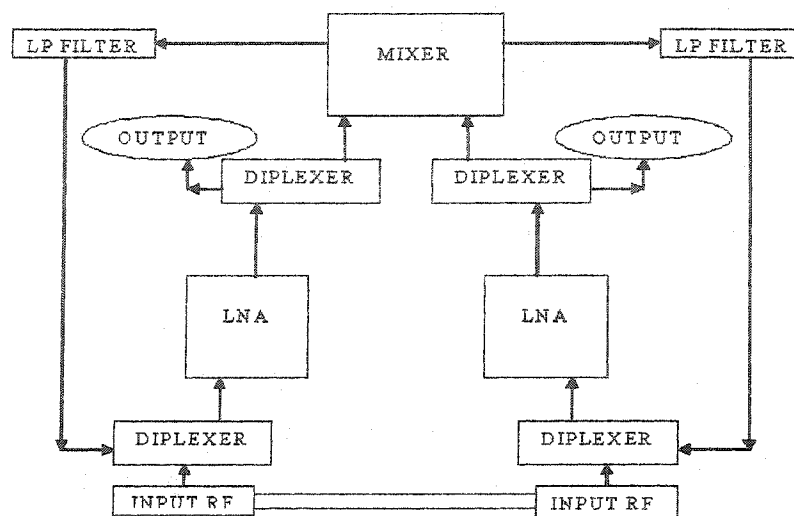 LP FILTER
MIXER
LP FILTER
OUTPUT
OUTPUT
DIPLEXER
DIPLEXER
LNA
LNA
DIPLEXER
DIPLEXER
INPUT RF
INPUT RF